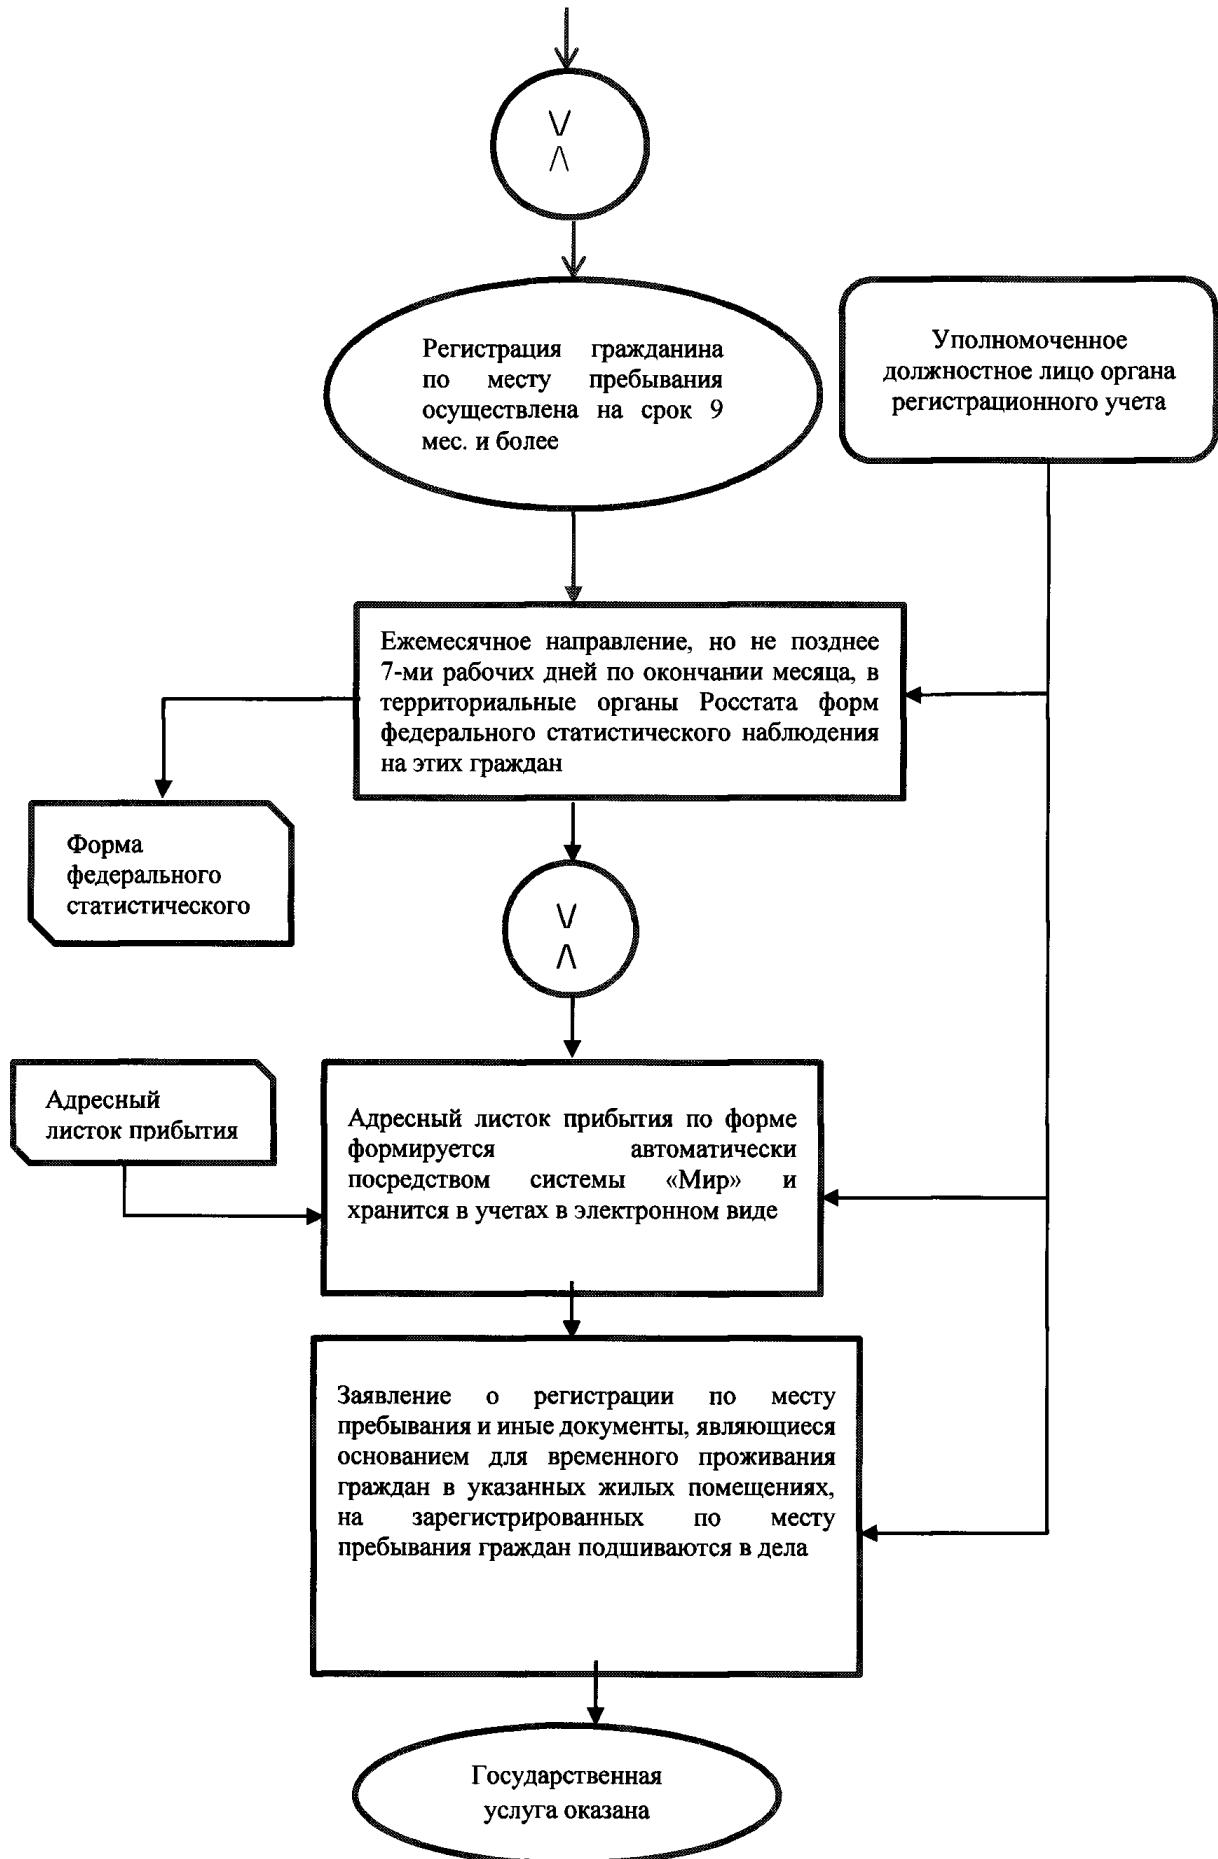 V
Λ
Регистрация гражданина
по месту пребывания
осуществлена на срок 9
мес. и более
Уполномоченное
должностное лицо органа
регистрационного учета
Ежемесячное направление, но не позднее
7-ми рабочих дней по окончании месяца, в
территориальные органы Росстата форм
федерального статистического наблюдения
на этих граждан
Форма
федерального
статистического
V
Λ
Адресный
листок прибытия
Адресный листок прибытия по форме
формируется автоматически
посредством системы «Мир» и
хранится в учетах в электронном виде
Заявление о регистрации по месту
пребывания и иные документы, являющиеся
основанием для временного проживания
граждан в указанных жилых помещениях,
на зарегистрированных по месту
пребывания граждан подшиваются в дела
Государственная
услуга оказана